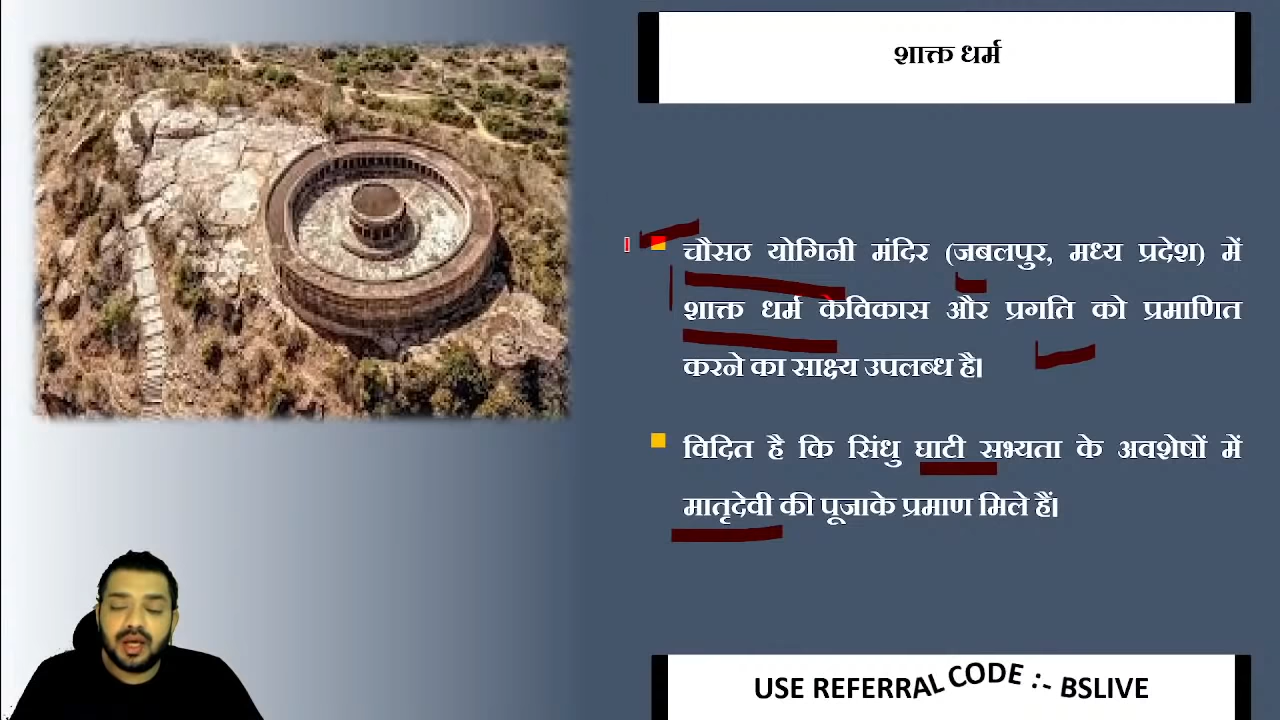 शाक्त धर्म
चौसठ योगिनी मंदिर (जबलपुर, मध्य प्रदेश) में
शाक्त धर्म केविकास और प्रगति को प्रमाणित
करने का साक्ष्य उपलब्ध है।
विदित है कि सिंधु घाटी सभ्यता के अवशेषों में
मातृदेवी की पूजाके प्रमाण मिले हैं।
USE REFERRAL CODE :- BSLIVE